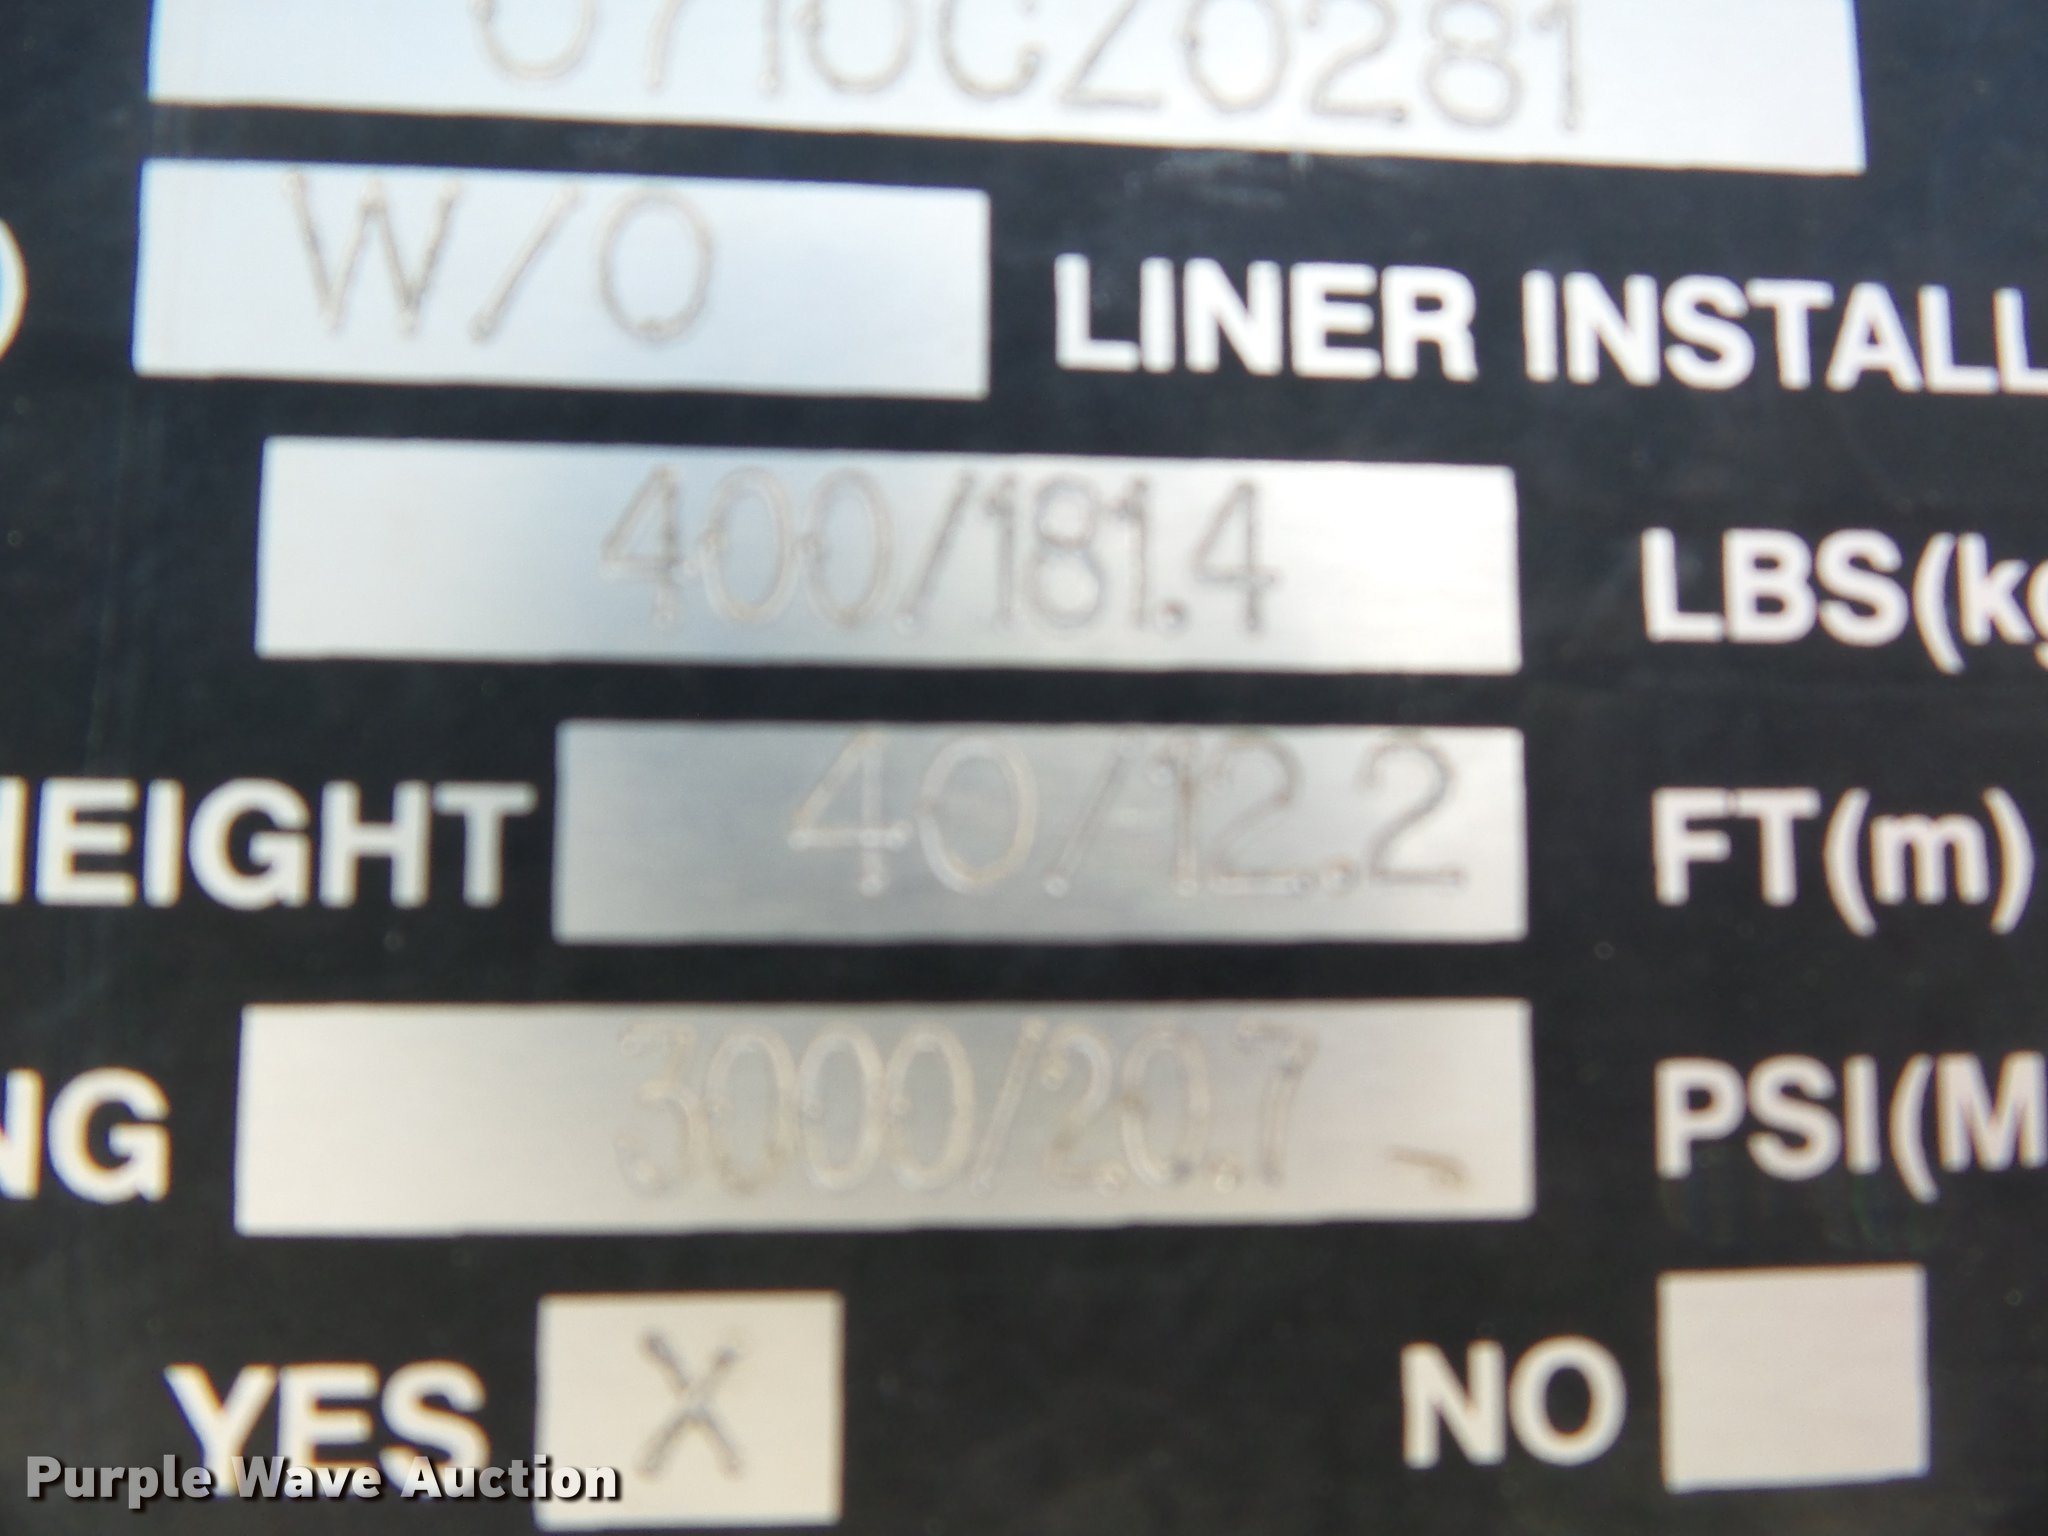 0710CZ0281
) W/O LINER INSTALL
400/181.4 LBS(kg
HEIGHT 40/12.2 FT(m)
NG 3000/20.7 PSI(M
YES X NO
Purple Wave Auction